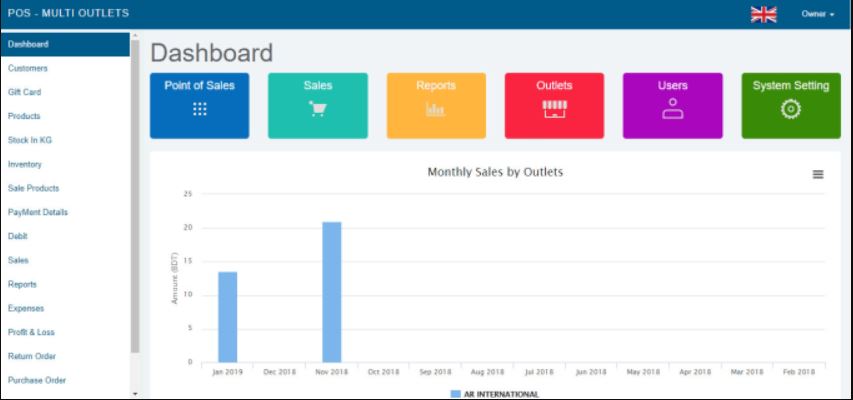 POS - MULTI OUTLETS
Owner
Dashboard
Customers
Gift Card
Products
Stock In KG
Inventory
Sale Products
PayMent Details
Debit
Sales
Reports
Expenses
Profit & Loss
Return Order
Purchase Order
Dashboard
Point of Sales
Sales
Reports
Outlets
Users
System Setting
Monthly Sales by Outlets
Amount (BDT)
25
20
15
10
5
0
Jan 2019 Dec 2018 Nov 2018 Oct 2018 Sep 2018 Aug 2018 Jul 2018 Jun 2018 May 2018 Apr 2018 Mar 2018 Feb 2018
AR INTERNATIONAL